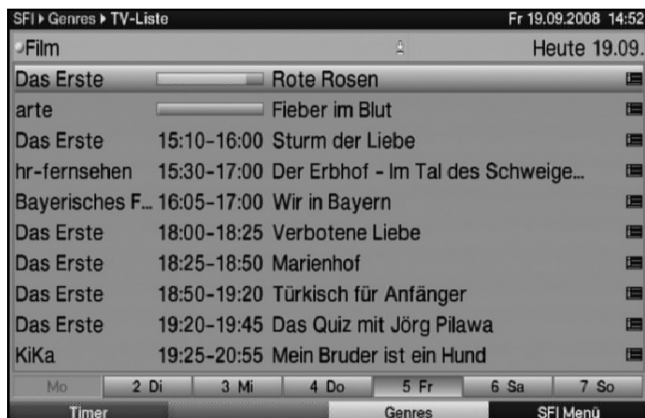 SFI ▸ Genres ▸ TV-Liste Fr 19.09.2008 14:52
Film Heute 19.09.
Das Erste Rote Rosen
arte Fieber im Blut
Das Erste 15:10-16:00 Sturm der Liebe
hr-fernsehen 15:30-17:00 Der Erbhof - Im Tal des Schweige...
Bayerisches F... 16:05-17:00 Wir in Bayern
Das Erste 18:00-18:25 Verbotene Liebe
Das Erste 18:25-18:50 Marienhof
Das Erste 18:50-19:20 Türkisch für Anfänger
Das Erste 19:20-19:45 Das Quiz mit Jörg Pilawa
KiKa 19:25-20:55 Mein Bruder ist ein Hund
Mo 2 Di 3 Mi 4 Do 5 Fr 6 Sa 7 So
Timer Genres SFI Menü